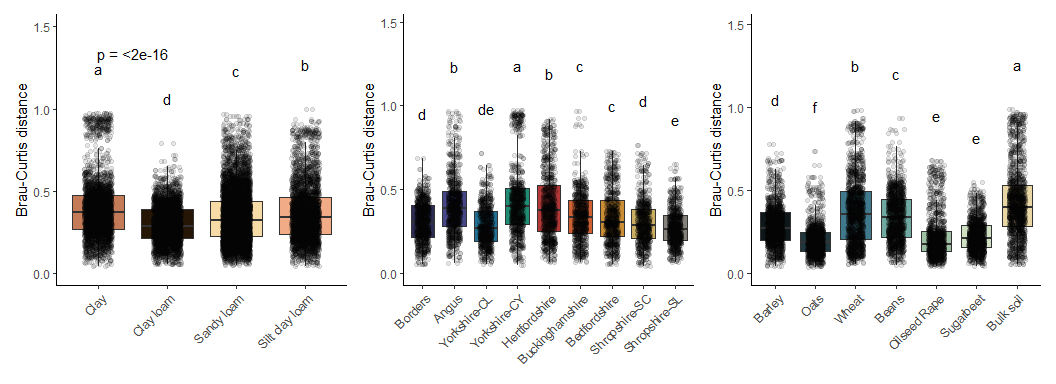 Brau-Curtis distance
1.5
1.0
0.5
0.0
p = <2e-16
a
d
c
b
Clay
Clay loam
Sandy loam
Silt clay loam
Brau-Curtis distance
1.5
1.0
0.5
0.0
d
b
de
a
b
c
c
c
e
Borders
Angus
Yorkshire-CL
Yorkshire-CY
Hertfordshire
Buckinghamshire
Bedfordshire
Shropshire-SC
Shropshire-SL
Brau-Curtis distance
1.5
1.0
0.5
0.0
d
f
b
c
e
e
a
Barley
Oats
Wheat
Beans
Oilseed Rape
Sugarbeet
Bulk soil